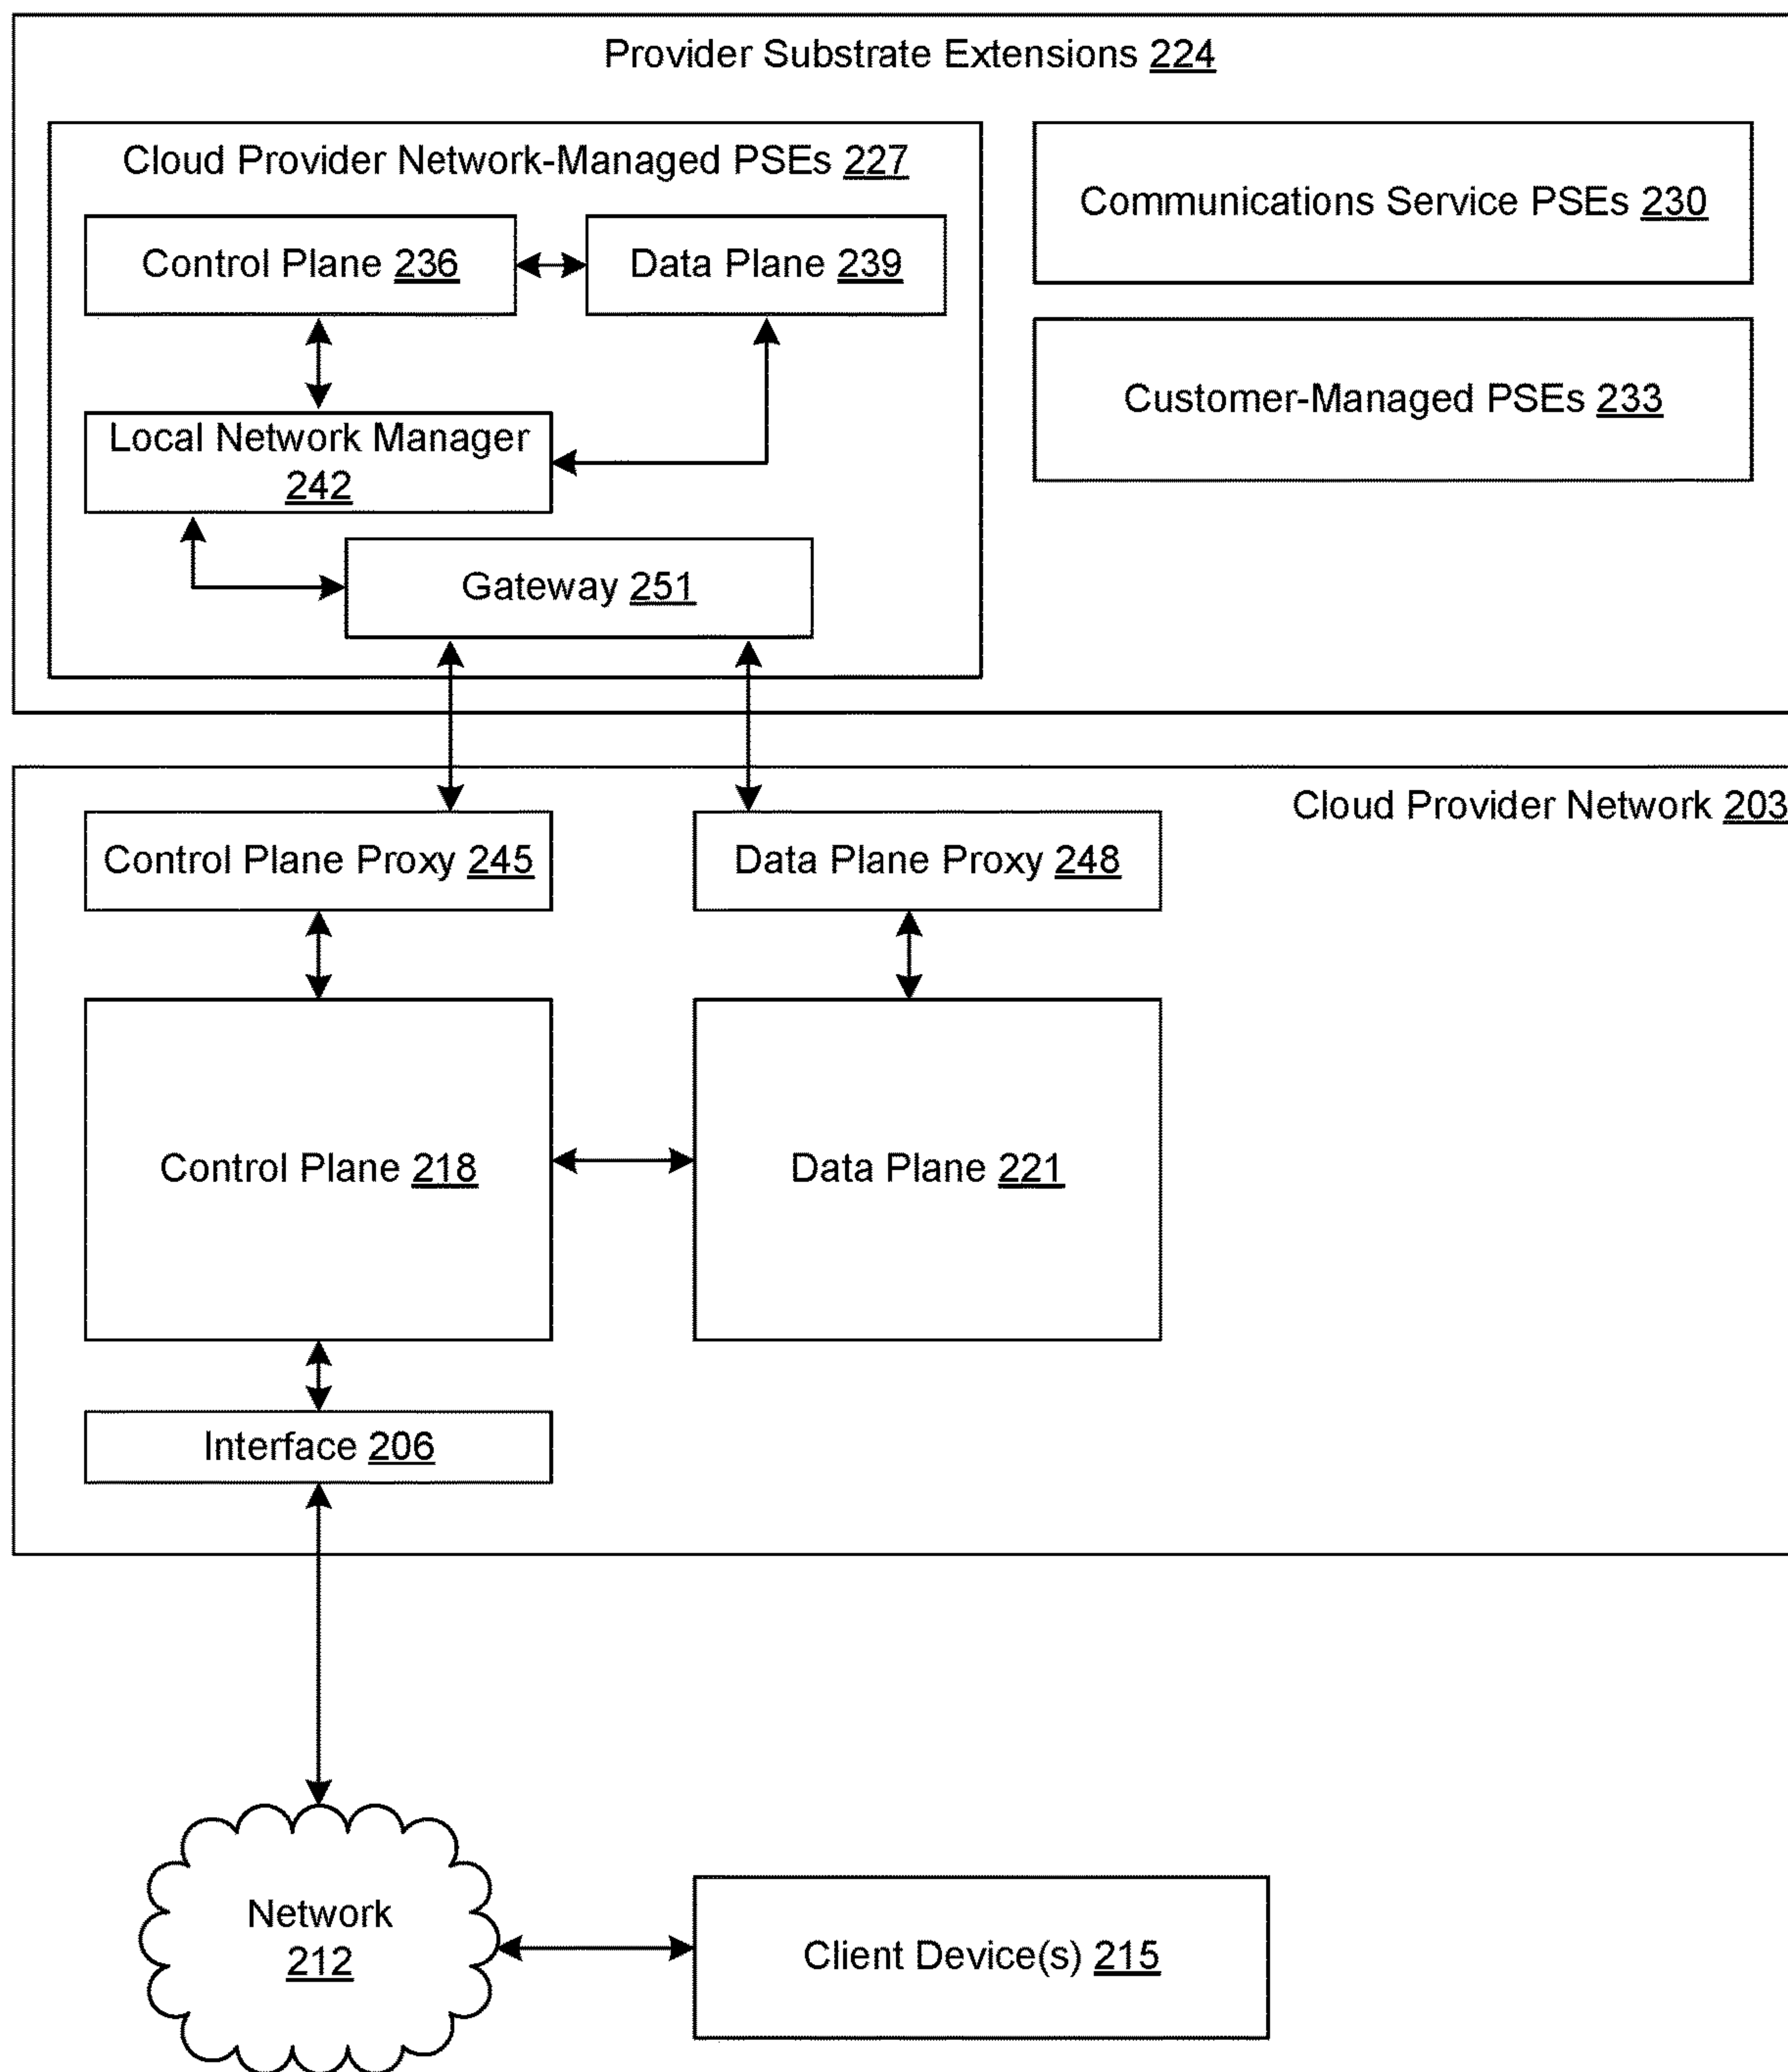 Provider Substrate Extensions 224
Cloud Provider Network-Managed PSEs 227
Communications Service PSEs 230
Control Plane 236
Data Plane 239
Customer-Managed PSEs 233
Local Network Manager
242
Gateway 251
Cloud Provider Network 203
Control Plane Proxy 245
Data Plane Proxy 248
Control Plane 218
Data Plane 221
Interface 206
Network
212
Client Device(s) 215